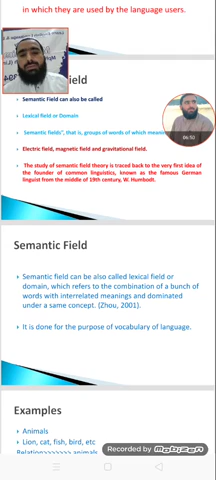 in which they are used by the language users.
Field
Semantic Field can also be called
Lexical field or Domain.
Semantic fields", that is, groups of words of which meaning
Electric field, magnetic field and gravitational field.
The study of semantic field theory is traced back to the very first idea of
the founder of common linguistics, known as the famous German
linguist from the middle of 19th century, W. Humbodt.
06:50
Semantic Field
Semantic field can be also called lexical field or
domain, which refers to the combination of a bunch of
words with interrelated meanings and dominated
under a same concept. (Zhou, 2001).
It is done for the purpose of vocabulary of language.
Examples
Animals
Lion, cat, fish, bird, etc
Relation>>>>>>> animals
Recorded by
Mobizen